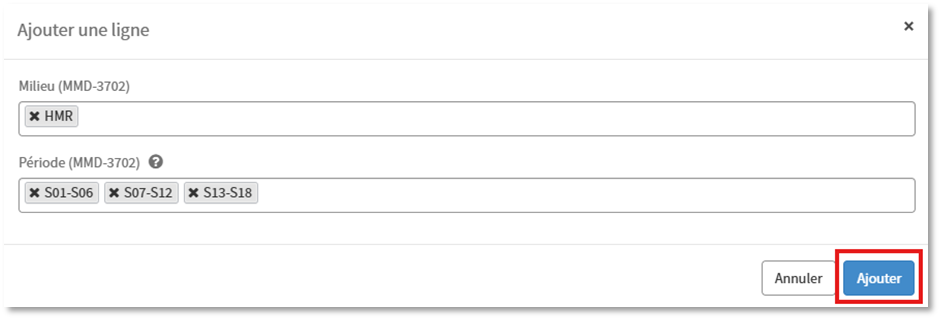 Ajouter une ligne
Milieu (MMD-3702)
HMR
Période (MMD-3702)
S01-S06 S07-S12 S13-S18
Annuler Ajouter